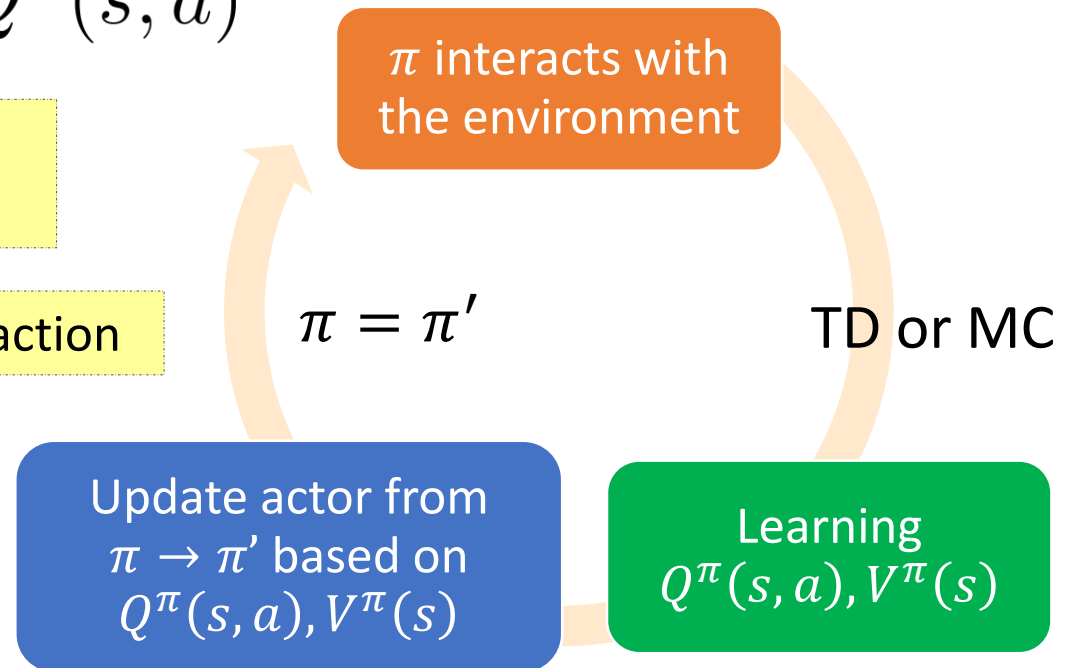 (s, a)
π interacts with
the environment
action
π = π′
TD or MC
Update actor from
π → π’ based on
Q^π(s, a), V^π(s)
Learning
Q^π(s, a), V^π(s)